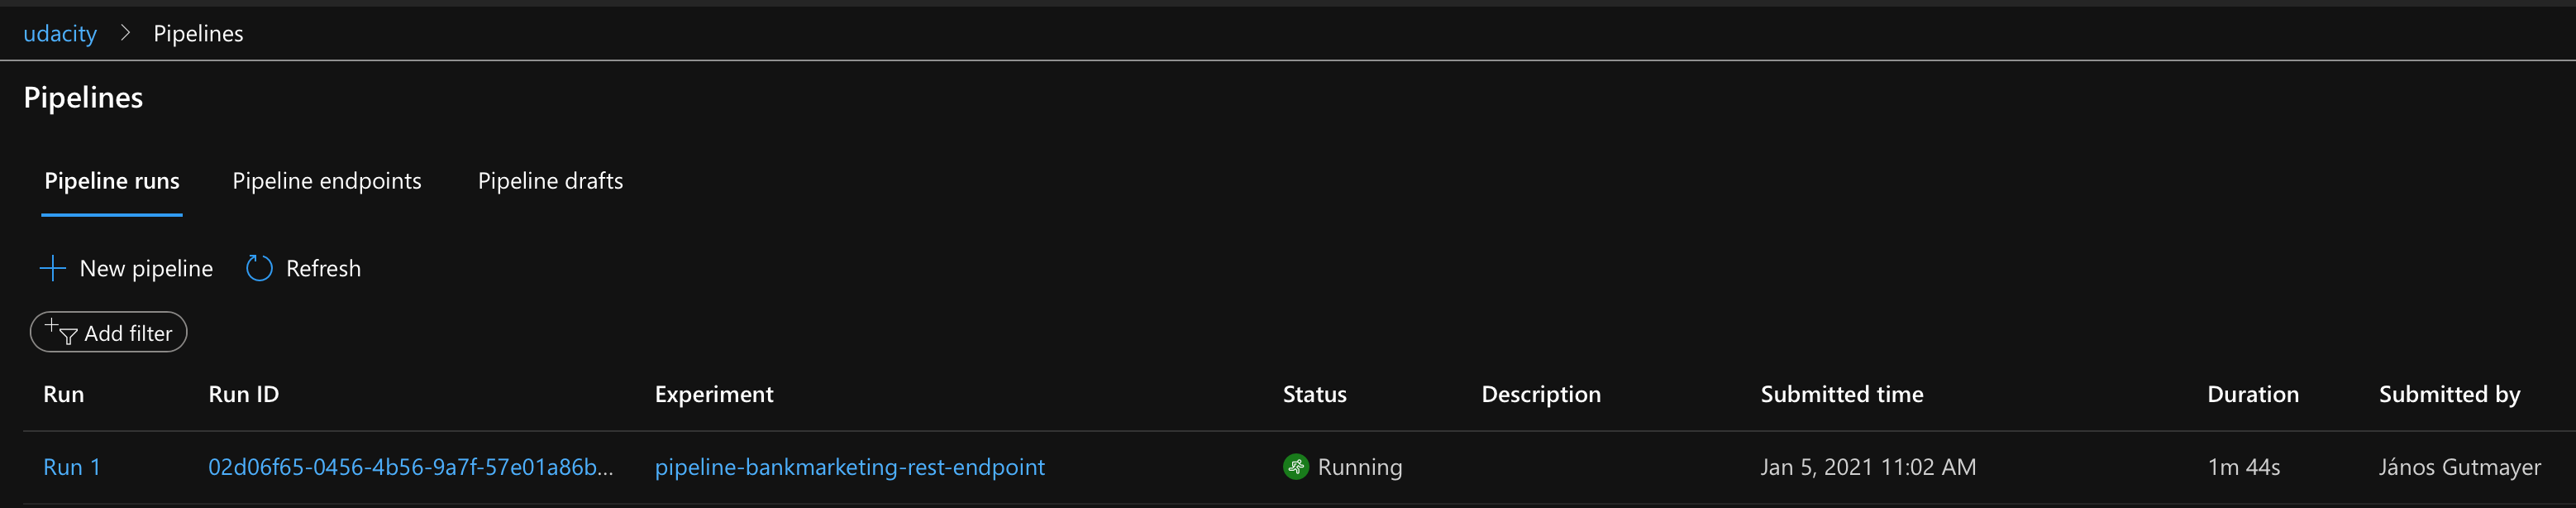 udacity > Pipelines
Pipelines
Pipeline runs Pipeline endpoints Pipeline drafts
New pipeline Refresh
Add filter
Run Run ID Experiment Status Description Submitted time Duration Submitted by
Run 1 02d06f65-0456-4b56-9a7f-57e01a86b... pipeline-bankmarketing-rest-endpoint Running Jan 5, 2021 11:02 AM 1m 44s János Gutmayer